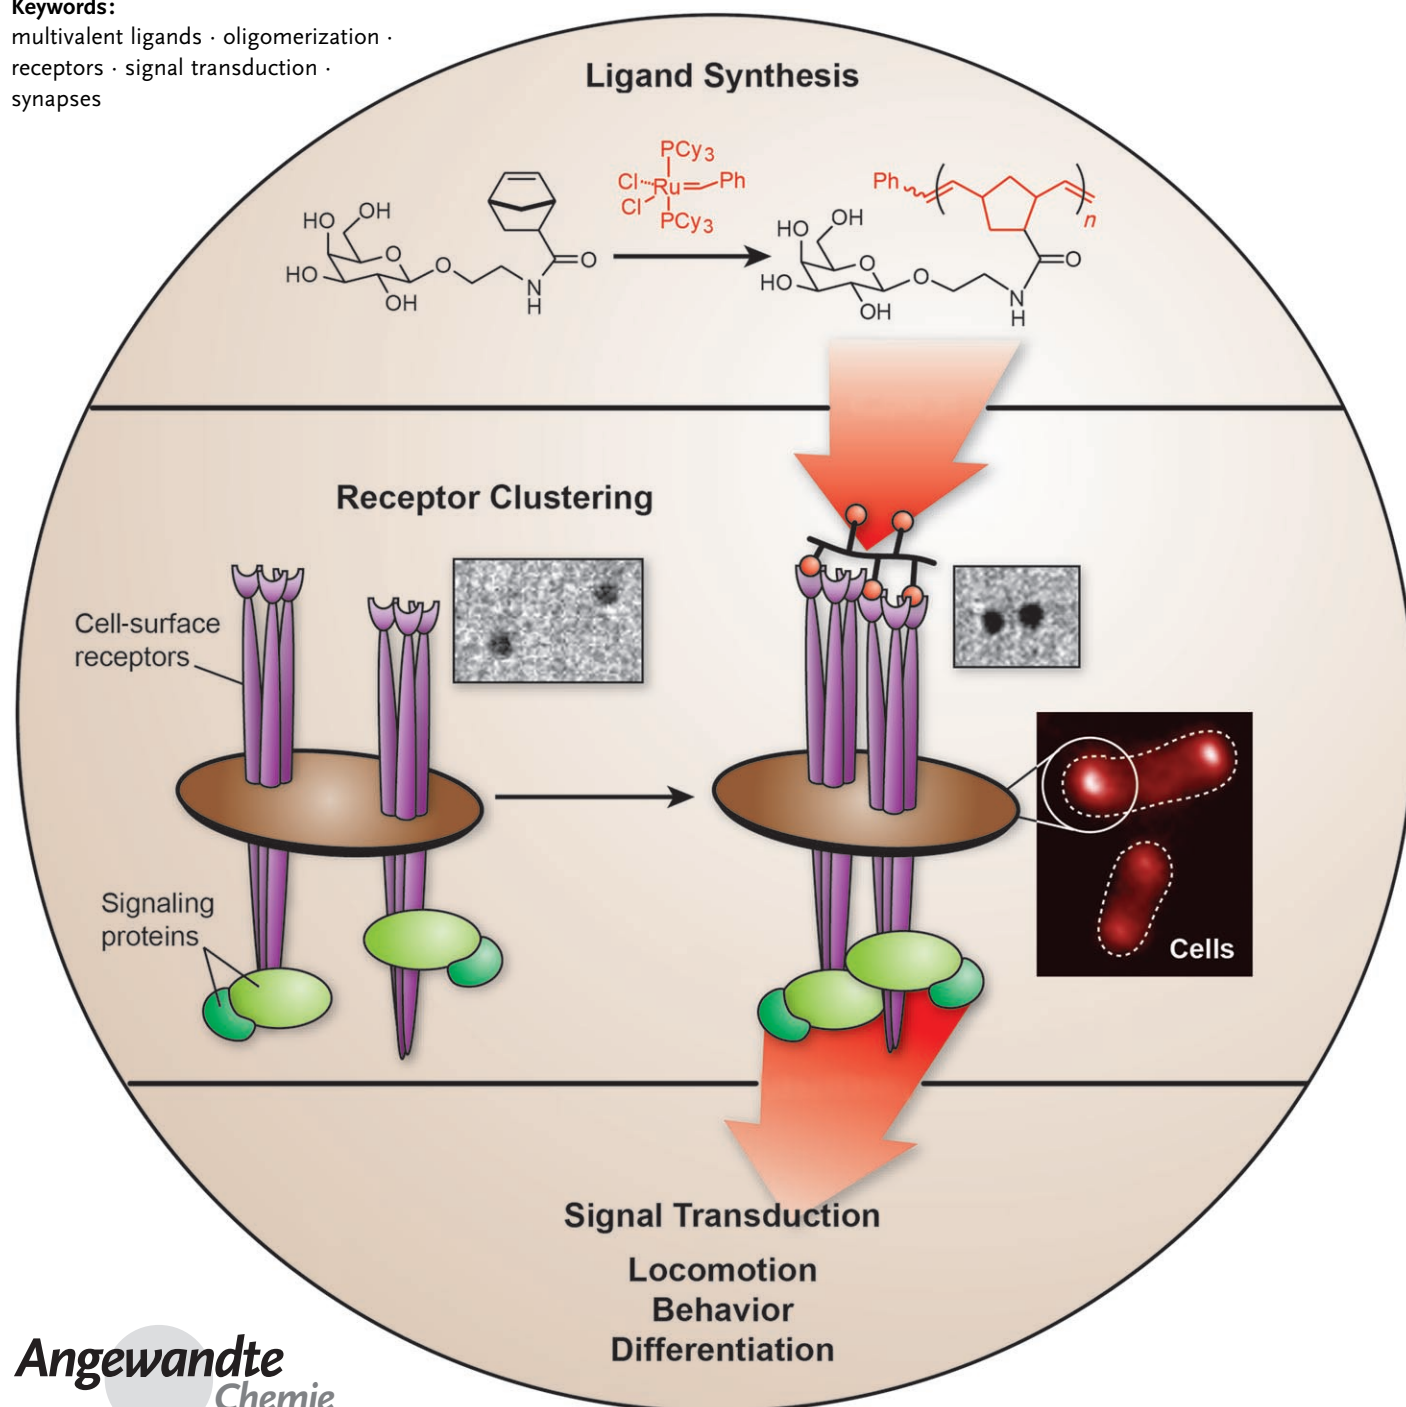 Keywords:
multivalent ligands · oligomerization ·
receptors · signal transduction ·
synapses
Ligand Synthesis
PCy3
Cl
Ru
Ph
Cl
PCy3
HO
OH
HO
O
OH
O
N
H
O
Ph
n
HO
OH
HO
O
OH
O
N
H
O
Receptor Clustering
Cell-surface
receptors
Signaling
proteins
Cells
Signal Transduction
Locomotion
Behavior
Differentiation
Angewandte
Chemie